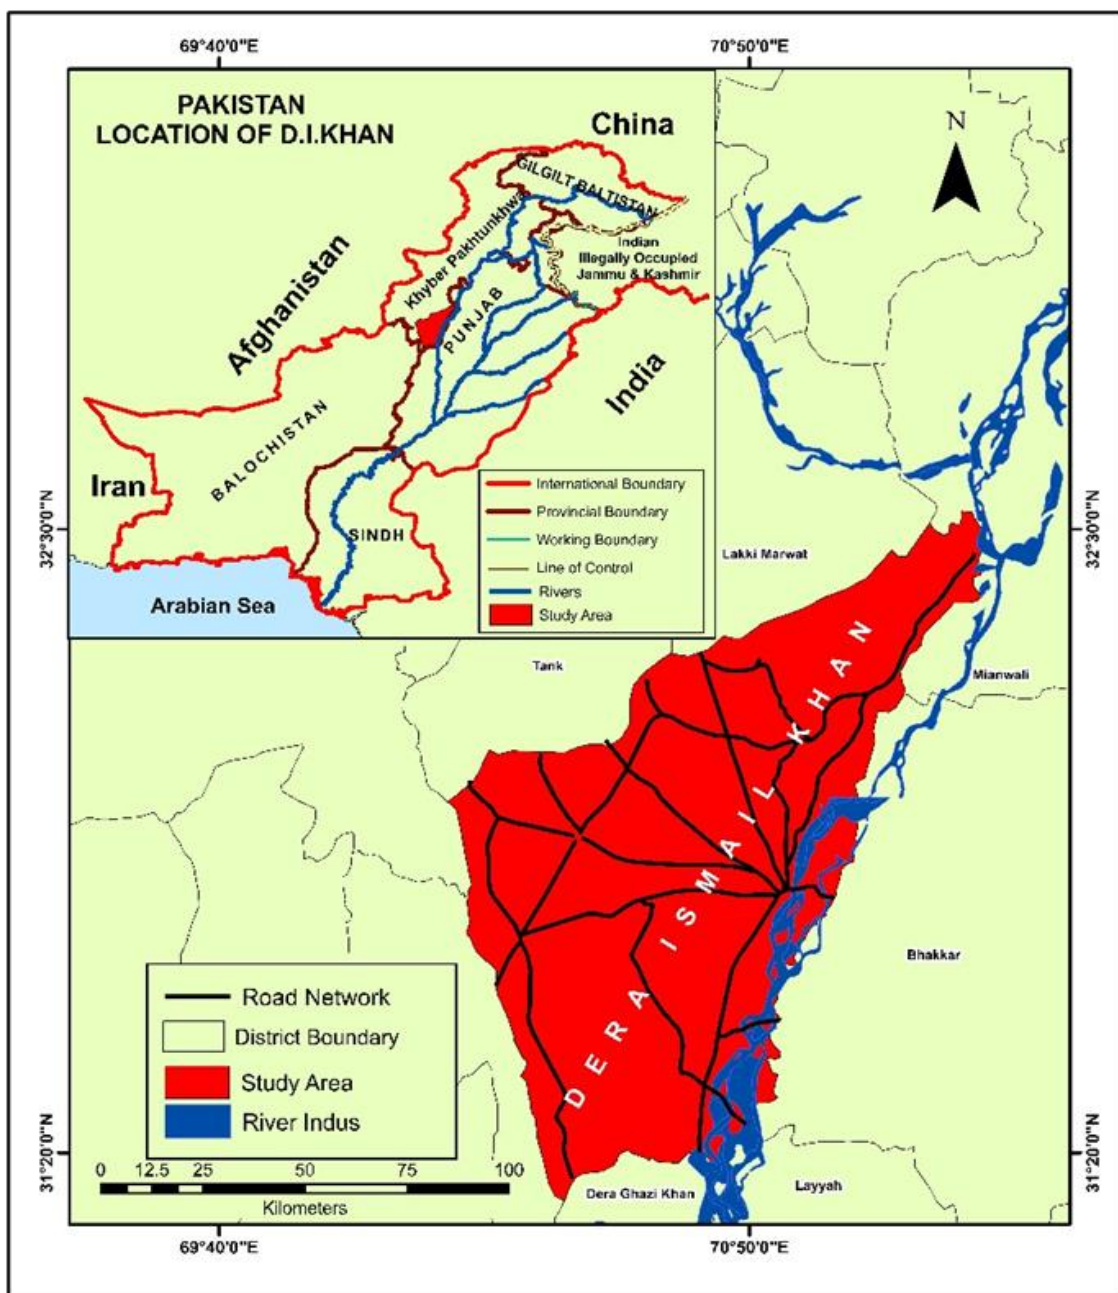 69°40'0"E
70°50'0"E
PAKISTAN
LOCATION OF D.I.KHAN
China
N
GILGILT BALTISTAN
Khyber Pakhtunkhwa
Indian
Illegally Occupied
Jammu & Kashmir
Afghanistan
PUNJAB
India
BALOCHISTAN
Iran
SINDH
Arabian Sea
International Boundary
Provincial Boundary
Working Boundary
Line of Control
Rivers
Study Area
32°30'0"N
32°30'0"N
Lakki Marwat
Tank
Mianwali
DERA ISMAIL KHAN
Bhakkar
Road Network
District Boundary
Study Area
River Indus
31°20'0"N
31°20'0"N
0 12.5 25 50 75 100
Kilometers
Dera Ghazi Khan
Layyah
69°40'0"E
70°50'0"E